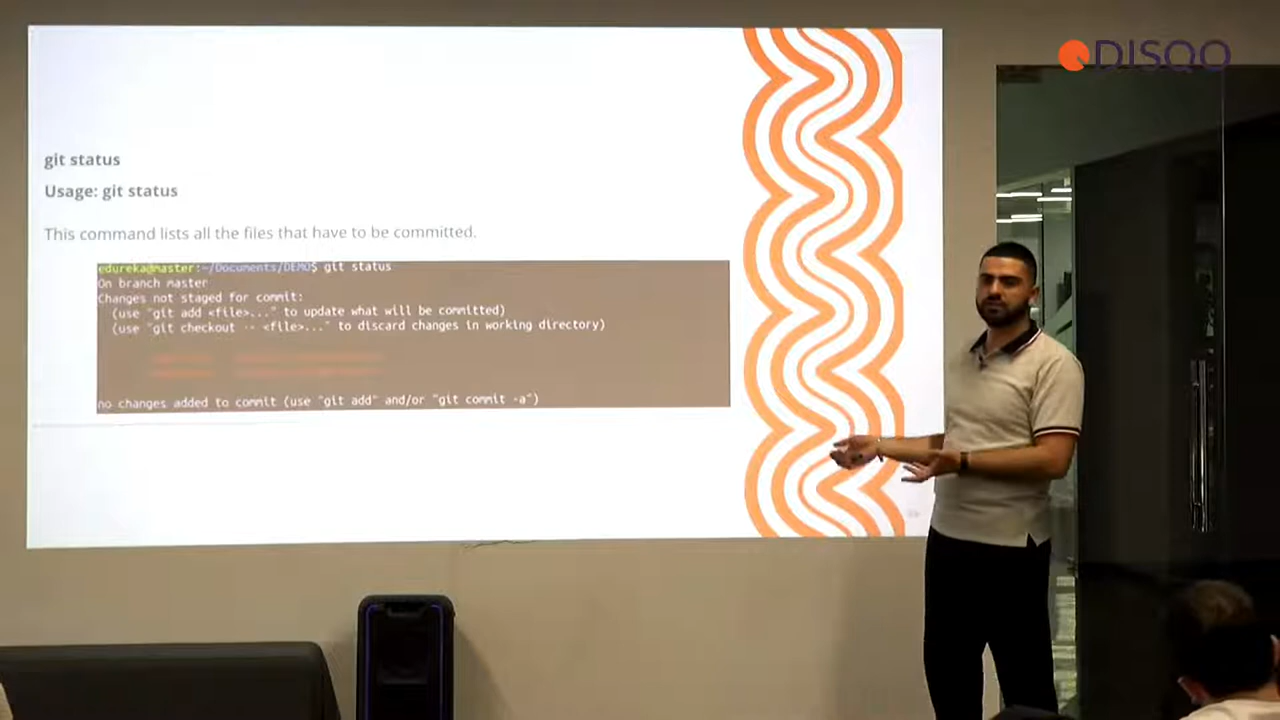 DISQO
git status
Usage: git status
This command lists all the files that have to be committed.
edureka@master:~/Documents/DEMO$ git status
On branch master
Changes not staged for commit:
(use "git add <file>..." to update what will be committed)
(use "git checkout -- <file>..." to discard changes in working directory)
no changes added to commit (use "git add" and/or "git commit -a")